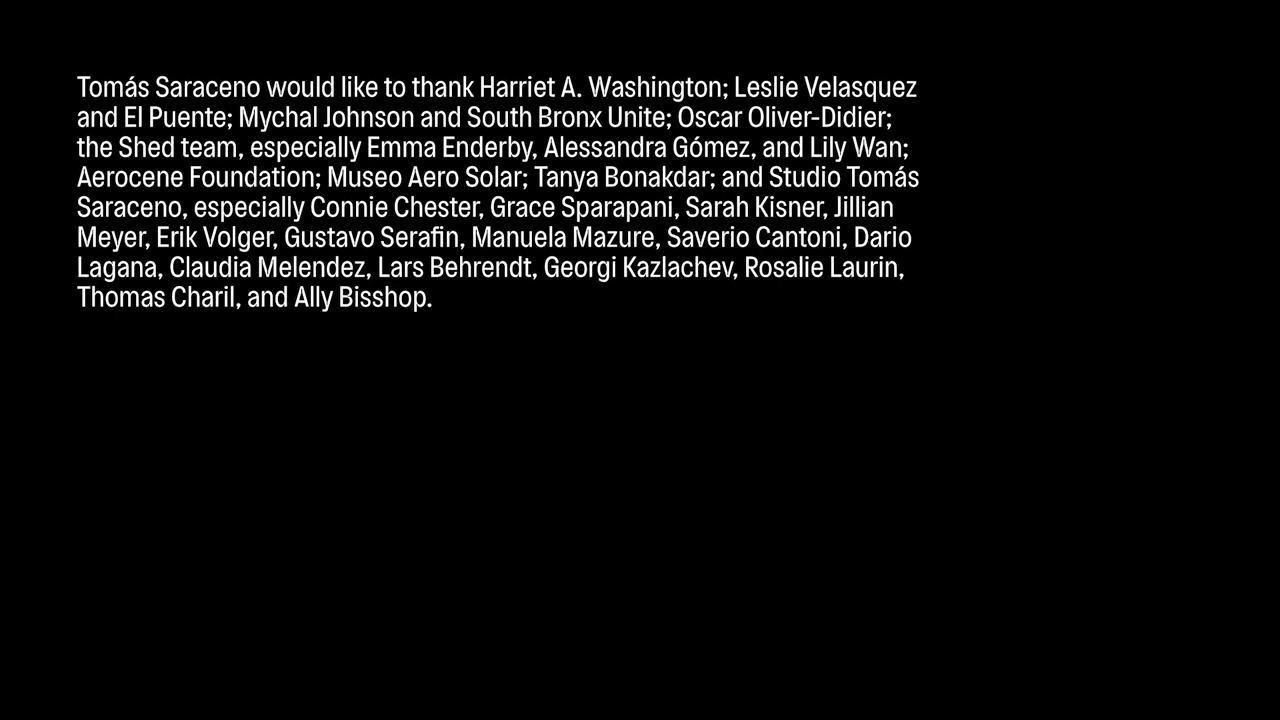 Tomás Saraceno would like to thank Harriet A. Washington; Leslie Velasquez
and El Puente; Mychal Johnson and South Bronx Unite; Oscar Oliver-Didier;
the Shed team, especially Emma Enderby, Alessandra Gómez, and Lily Wan;
Aerocene Foundation; Museo Aero Solar; Tanya Bonakdar; and Studio Tomás
Saraceno, especially Connie Chester, Grace Sparapani, Sarah Kisner, Jillian
Meyer, Erik Volger, Gustavo Serafin, Manuela Mazure, Saverio Cantoni, Dario
Lagana, Claudia Melendez, Lars Behrendt, Georgi Kazlachev, Rosalie Laurin,
Thomas Charil, and Ally Bisshop.